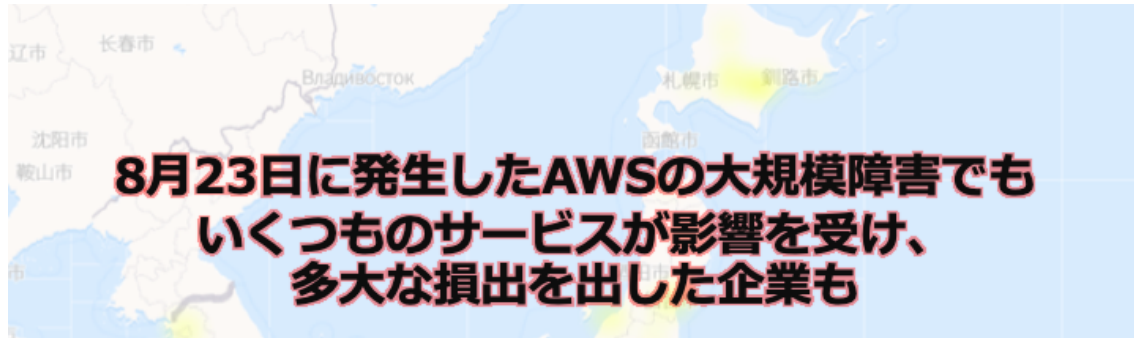 辽市
长春市
Владивосток
札幌市
釧路市
沈阳市
函館市
鞍山市
8月23日に発生したAWSの大規模障害でも
いくつものサービスが影響を受け、
多大な損出を出した企業も
市